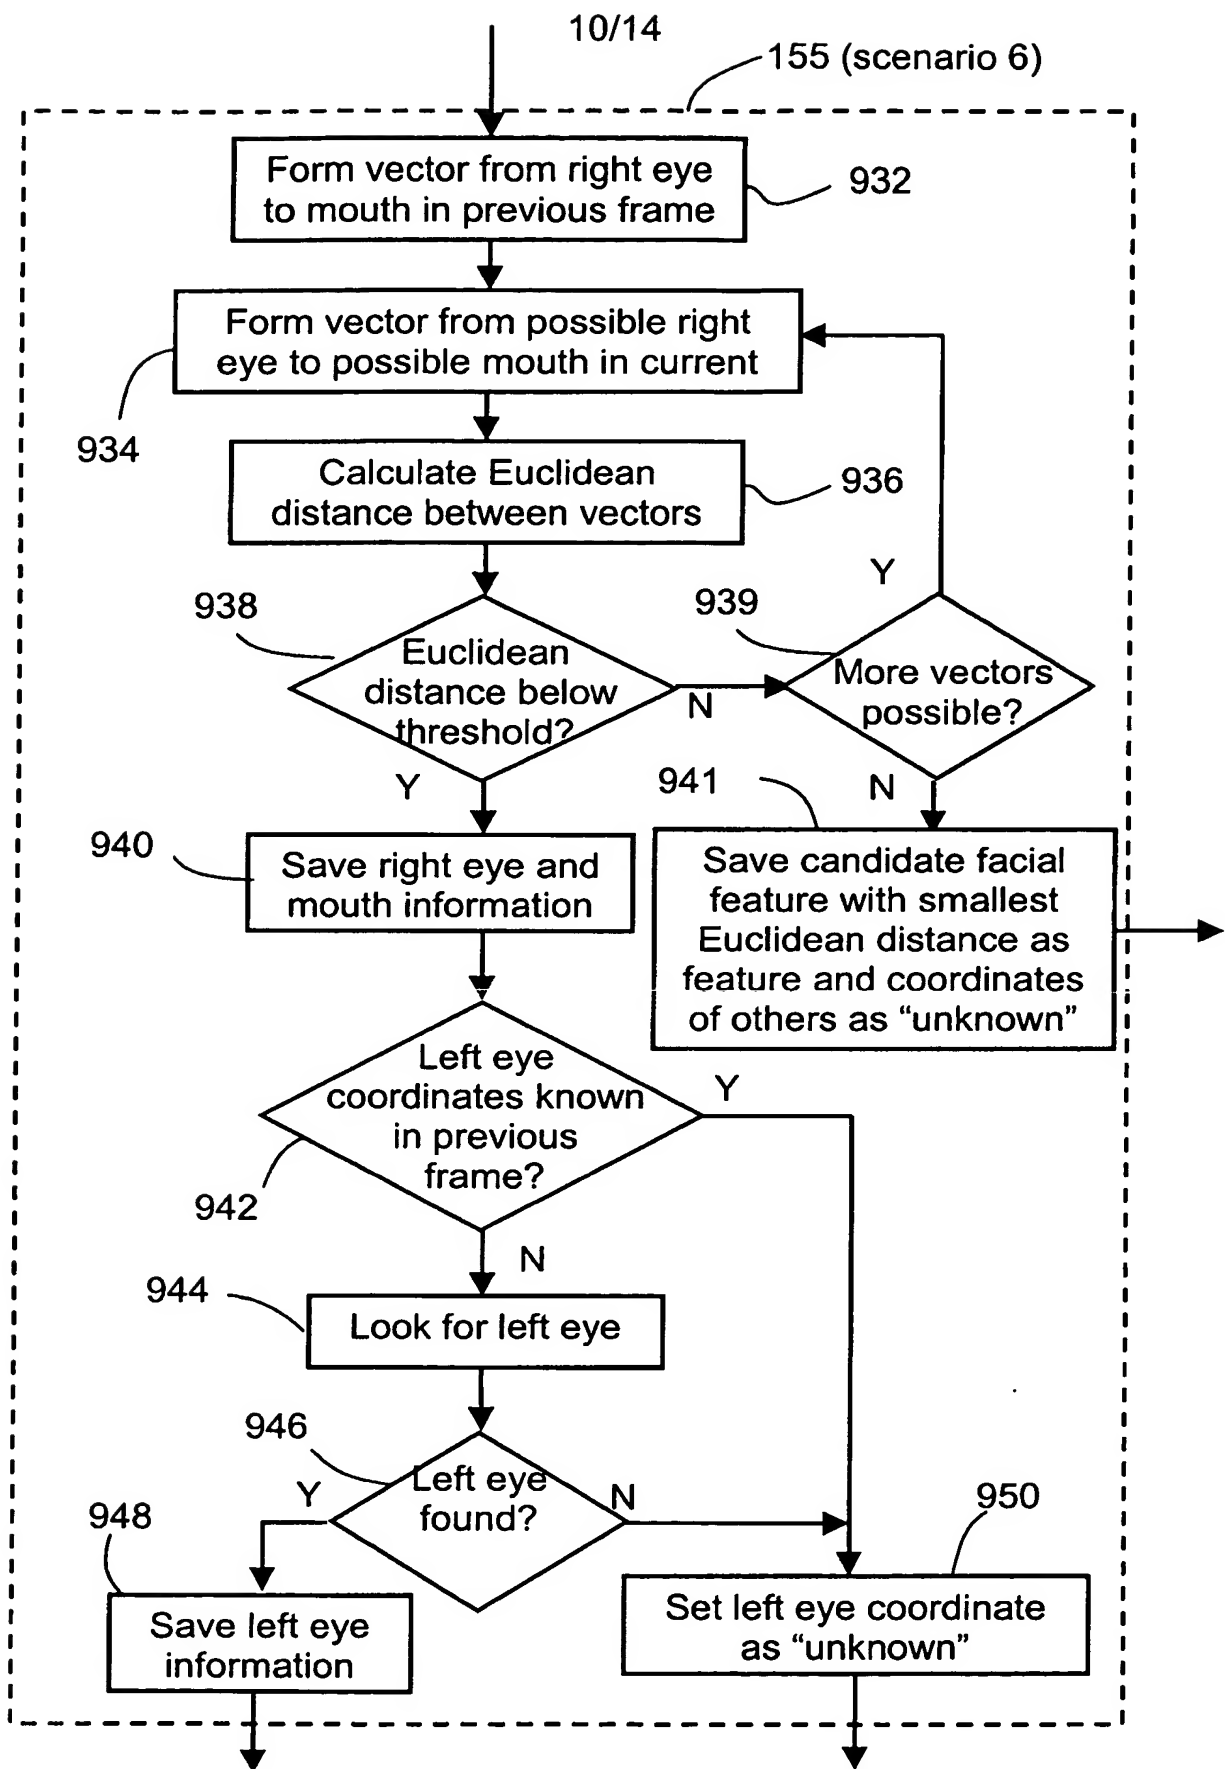 10/14
155 (scenario 6)
Form vector from right eye
to mouth in previous frame
932
Form vector from possible right
eye to possible mouth in current
934
Calculate Euclidean
distance between vectors
936
Y
938
939
Euclidean
distance below
threshold?
N
More vectors
possible?
Y
941
N
940
Save right eye and
mouth information
Save candidate facial
feature with smallest
Euclidean distance as
feature and coordinates
of others as “unknown”
Left eye
coordinates known
in previous
frame?
Y
942
N
944
Look for left eye
946
Left eye
found?
Y
N
948
950
Save left eye
information
Set left eye coordinate
as “unknown”